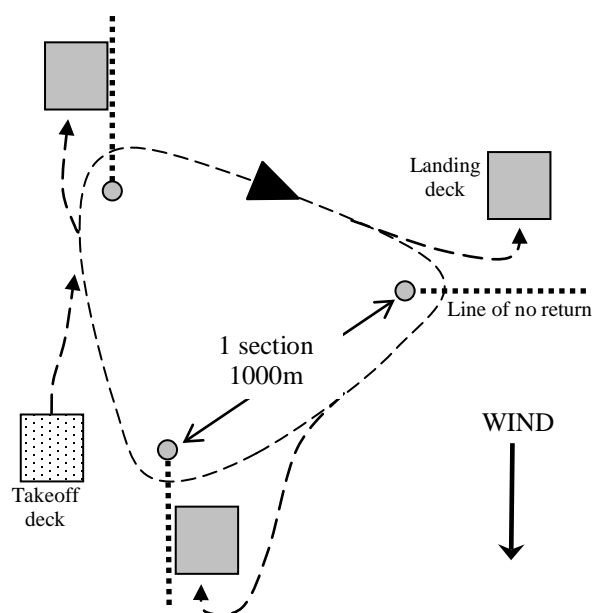 Landing
deck
Line of no return
1 section
1000m
WIND
Takeoff
deck